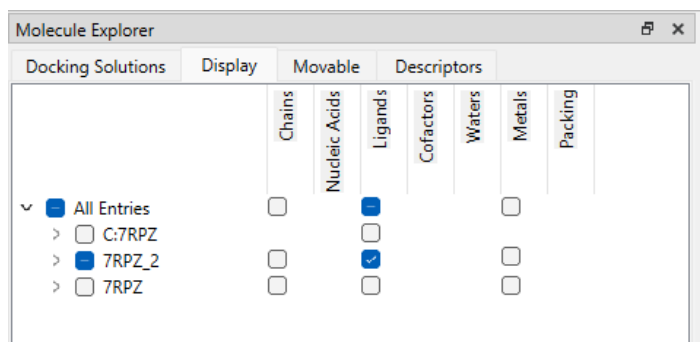 Molecule Explorer
Docking Solutions Display Movable Descriptors
Chains Nucleic Acids Ligands Cofactors Waters Metals Packing
All Entries
C:7RPZ
7RPZ_2
7RPZ